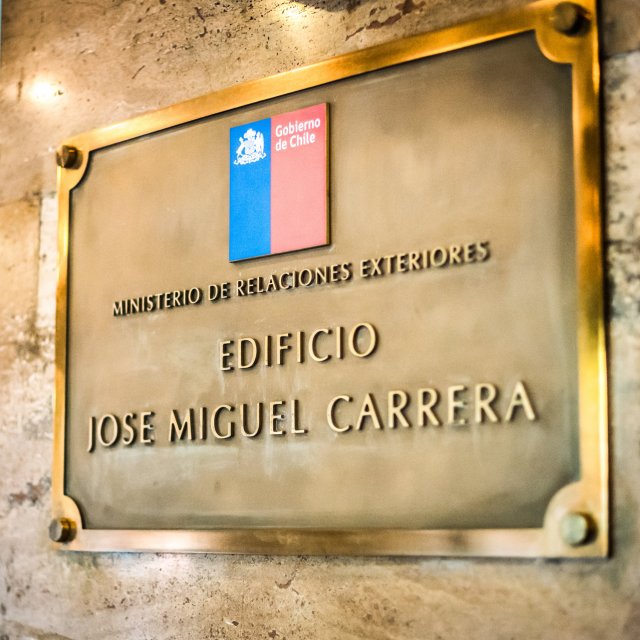 Gobierno
de Chile
MINISTERIO DE RELACIONES EXTERIORES
EDIFICIO
JOSE MIGUEL CARRERA